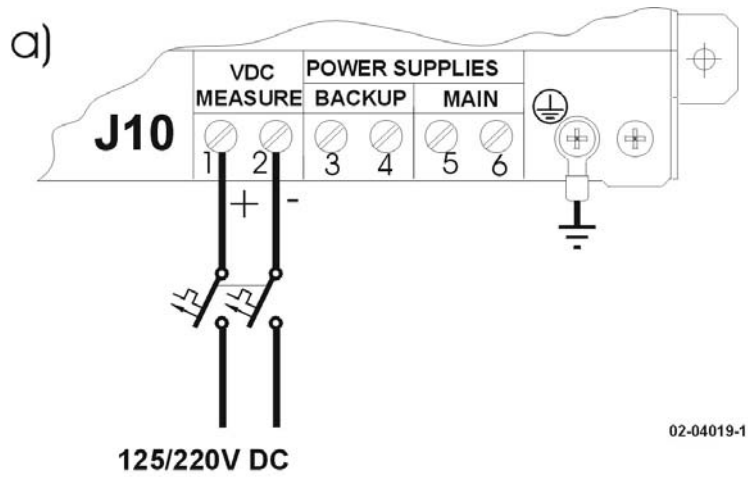 a)
VDC POWER SUPPLIES
MEASURE BACKUP MAIN
J10
1 2 3 4 5 6
+ -
02-04019-1
125/220V DC